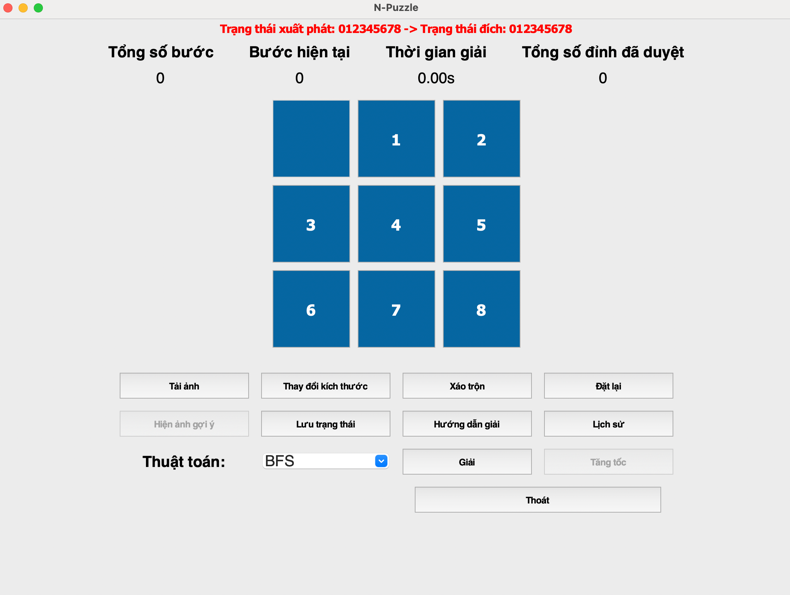 N-Puzzle
Trạng thái xuất phát: 012345678 -> Trạng thái đích: 012345678
Tổng số bước Bước hiện tại Thời gian giải Tổng số đỉnh đã duyệt
0 0 0.00s 0
1 2
3 4 5
6 7 8
Tải ảnh Thay đổi kích thước Xáo trộn Đặt lại
Hiện ảnh gợi ý Lưu trạng thái Hướng dẫn giải Lịch sử
Thuật toán: BFS Giải Tăng tốc
Thoát